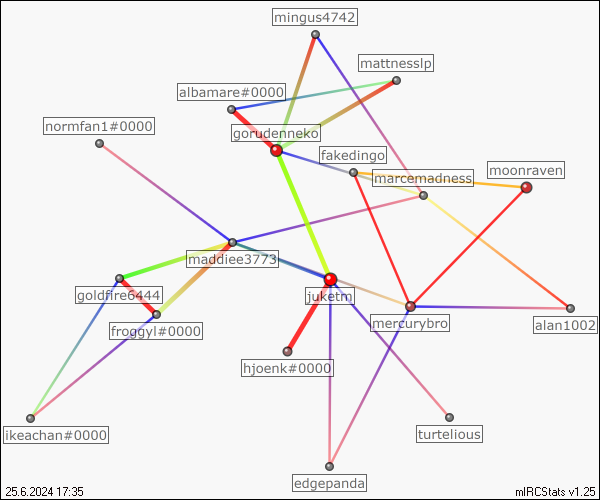 mingus4742
mattnesslp
albamare#0000
normfan1#0000
gorudenneko
fakedingo
moonraven
marcemadness
maddiee3773
goldfire6444
juketm
mercurybro
alan1002
froggyl#0000
hjoenk#0000
ikeachan#0000
turtelious
edgepanda
25.6.2024 17:35
mIRCStats v1.25